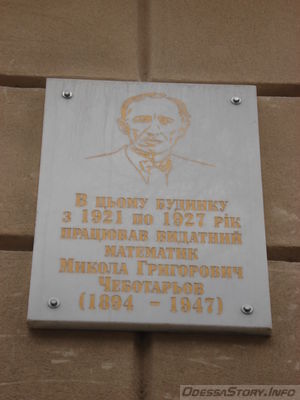 В цьому будинку
з 1921 по 1927 рік
працював видатний
математик
Микола Григорович
Чеботарьов
(1894 - 1947)
OdessaStory.Info